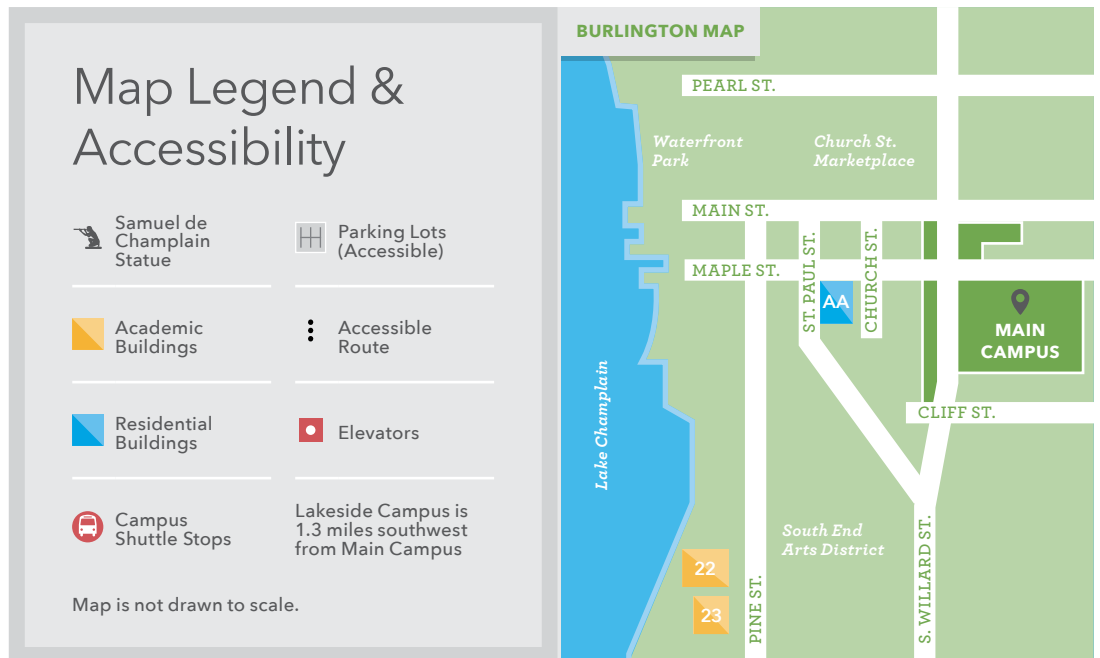 Map Legend &
Accessibility
Samuel de
Champlain
Statue
Parking Lots
(Accessible)
Academic
Buildings
Accessible
Route
Residential
Buildings
Elevators
Campus
Shuttle Stops
Lakeside Campus is
1.3 miles southwest
from Main Campus
Map is not drawn to scale.
BURLINGTON MAP
PEARL ST.
Waterfront
Park
Church St.
Marketplace
MAIN ST.
MAPLE ST.
ST. PAUL ST.
CHURCH ST.
AA
MAIN
CAMPUS
CLIFF ST.
Lake Champlain
South End
Arts District
22
23
PINE ST.
S. WILLARD ST.